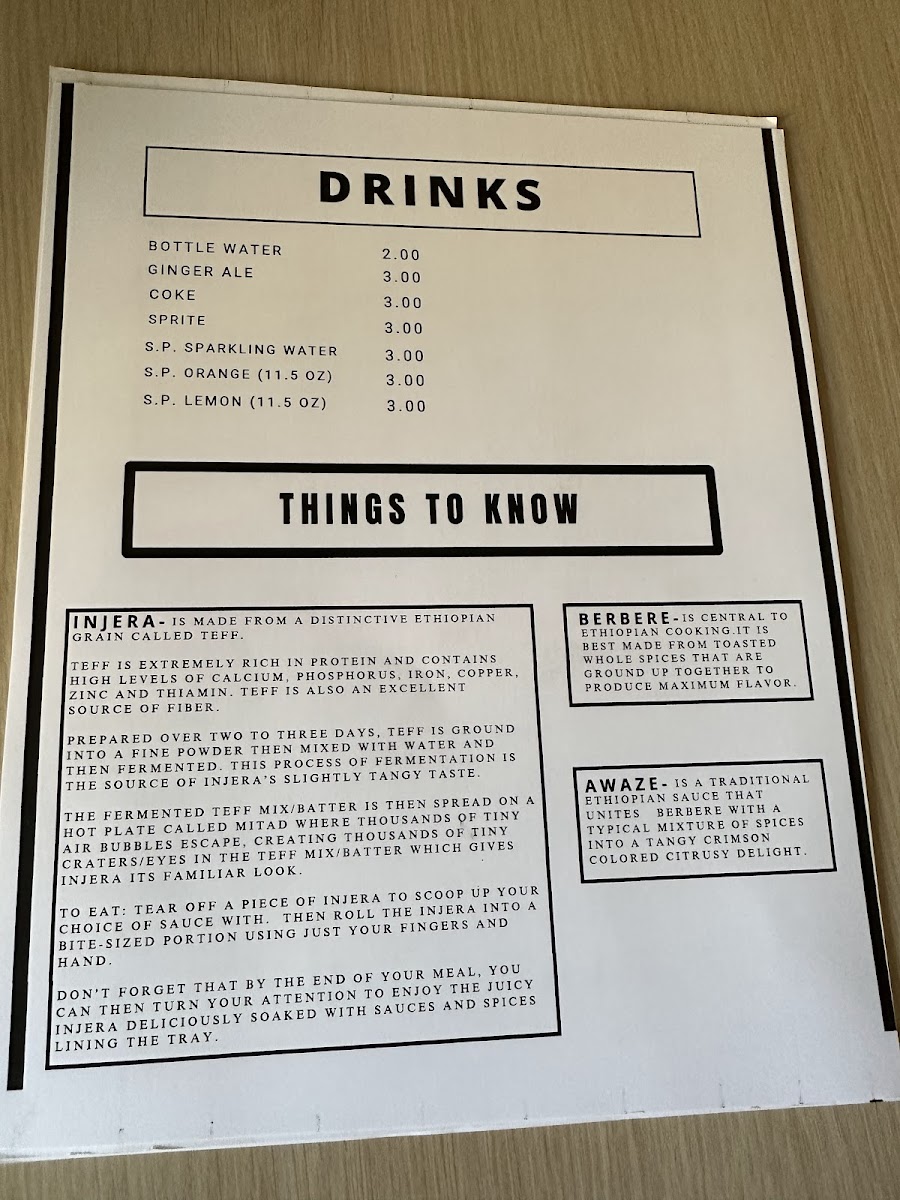 DRINKS
BOTTLE WATER 2.00
GINGER ALE 3.00
COKE 3.00
SPRITE 3.00
S.P. SPARKLING WATER 3.00
S.P. ORANGE (11.5 OZ) 3.00
S.P. LEMON (11.5 OZ) 3.00
THINGS TO KNOW
INJERA- IS MADE FROM A DISTINCTIVE ETHIOPIAN
GRAIN CALLED TEFF.
TEFF IS EXTREMELY RICH IN PROTEIN AND CONTAINS
HIGH LEVELS OF CALCIUM, PHOSPHORUS, IRON, COPPER,
ZINC AND THIAMIN. TEFF IS ALSO AN EXCELLENT
SOURCE OF FIBER.
PREPARED OVER TWO TO THREE DAYS, TEFF IS GROUND
INTO A FINE POWDER THEN MIXED WITH WATER AND
THEN FERMENTED. THIS PROCESS OF FERMENTATION IS
THE SOURCE OF INJERA'S SLIGHTLY TANGY TASTE.
THE FERMENTED TEFF MIX/BATTER IS THEN SPREAD ON A
HOT PLATE CALLED MITAD WHERE THOUSANDS OF TINY
AIR BUBBLES ESCAPE, CREATING THOUSANDS OF TINY
CRATERS/EYES IN THE TEFF MIX/BATTER WHICH GIVES
INJERA ITS FAMILIAR LOOK.
TO EAT: TEAR OFF A PIECE OF INJERA TO SCOOP UP YOUR
CHOICE OF SAUCE WITH. THEN ROLL THE INJERA INTO A
BITE-SIZED PORTION USING JUST YOUR FINGERS AND
HAND.
DON'T FORGET THAT BY THE END OF YOUR MEAL, YOU
CAN THEN TURN YOUR ATTENTION TO ENJOY THE JUICY
INJERA DELICIOUSLY SOAKED WITH SAUCES AND SPICES
LINING THE TRAY.
BERBERE-IS CENTRAL TO
ETHIOPIAN COOKING.IT IS
BEST MADE FROM TOASTED
WHOLE SPICES THAT ARE
GROUND UP TOGETHER TO
PRODUCE MAXIMUM FLAVOR.
AWAZE- IS A TRADITIONAL
ETHIOPIAN SAUCE THAT
UNITES BERBERE WITH A
TYPICAL MIXTURE OF SPICES
INTO A TANGY CRIMSON
COLORED CITRUSY DELIGHT.